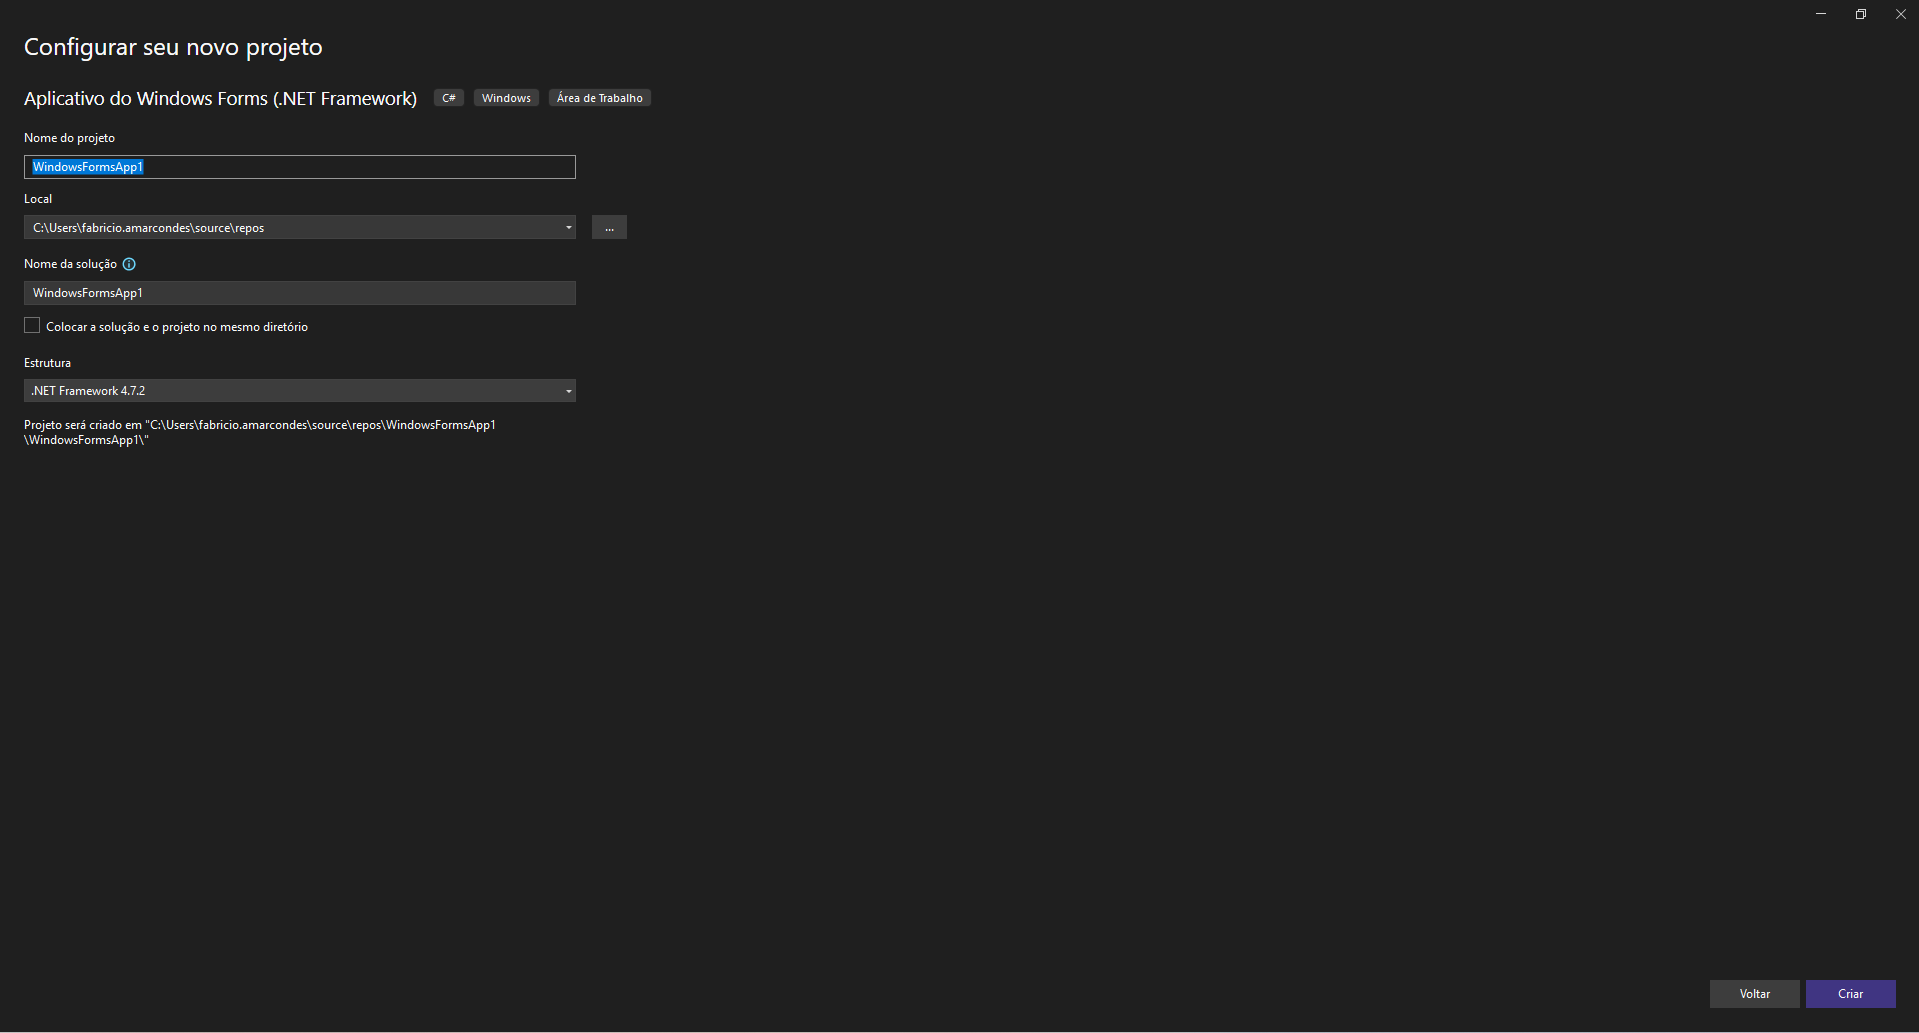 Configurar seu novo projeto
Aplicativo do Windows Forms (.NET Framework) C# Windows Área de Trabalho
Nome do projeto
WindowsFormsApp1
Local
C:\Users\fabricio.amarcondes\source\repos
...
Nome da solução
WindowsFormsApp1
Colocar a solução e o projeto no mesmo diretório
Estrutura
.NET Framework 4.7.2
Projeto será criado em "C:\Users\fabricio.amarcondes\source\repos\WindowsFormsApp1
\WindowsFormsApp1\"
Voltar Criar